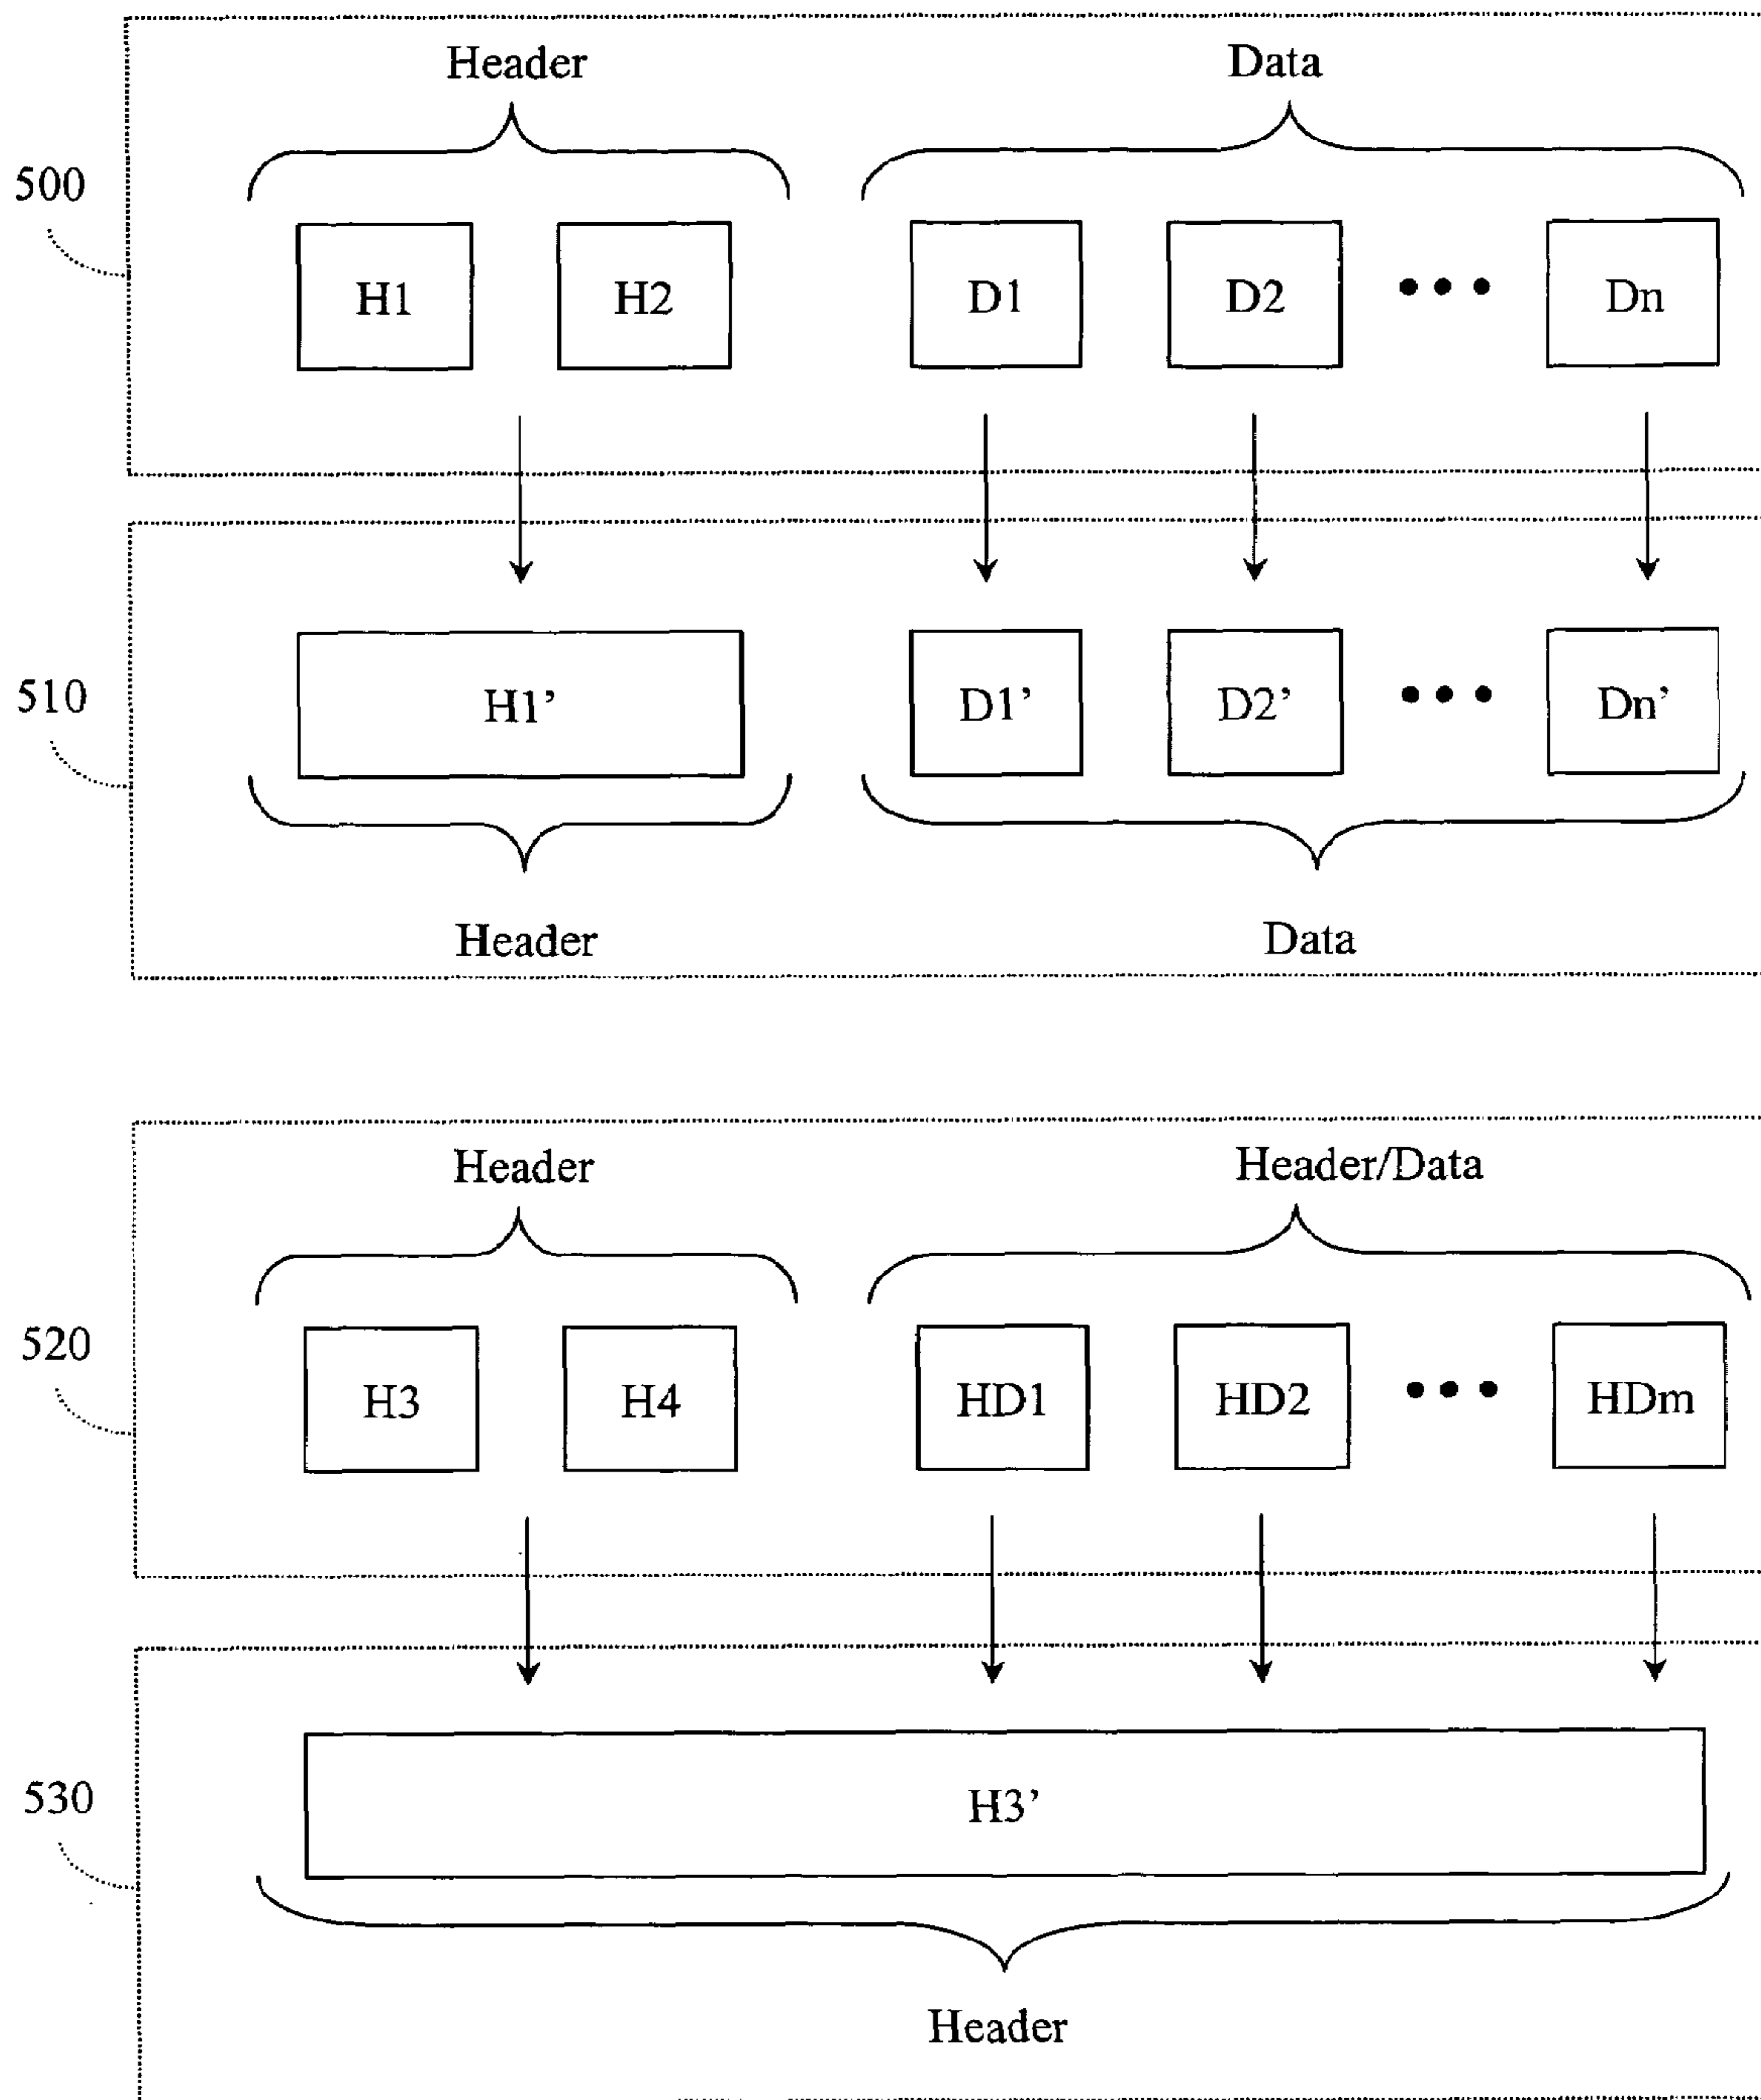 Header Data
500
H1 H2 D1 D2 ••• Dn
510
H1’ D1’ D2’ ••• Dn’
Header Data
Header Header/Data
520
H3 H4 HD1 HD2 ••• HDm
530
H3’
Header